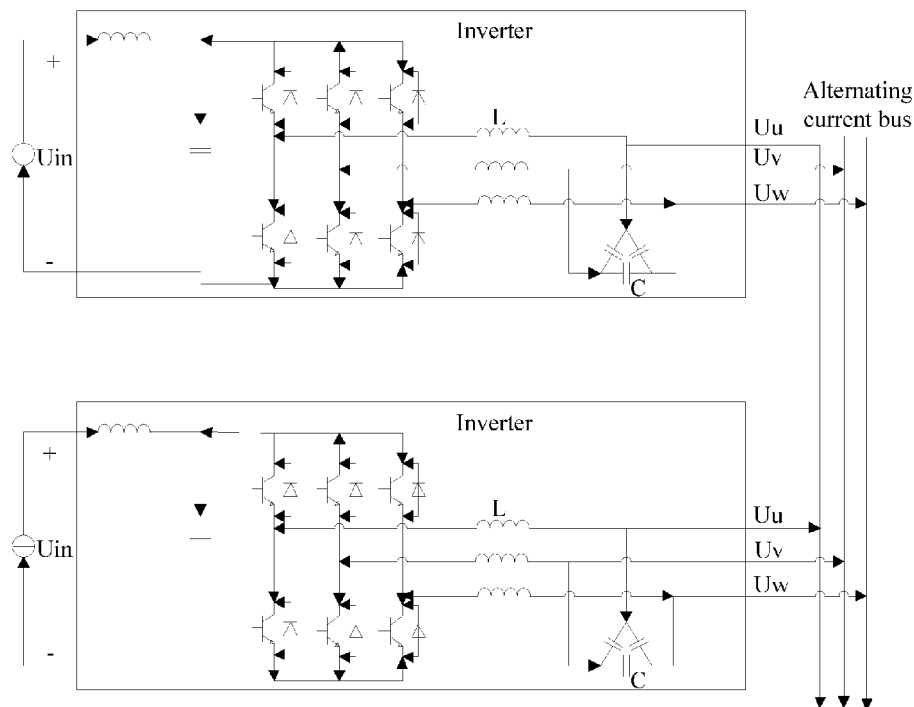 Inverter
+
Uin
-
L
C
Uu
Uv
Uw
Alternating
current bus
Inverter
+
Uin
-
L
C
Uu
Uv
Uw